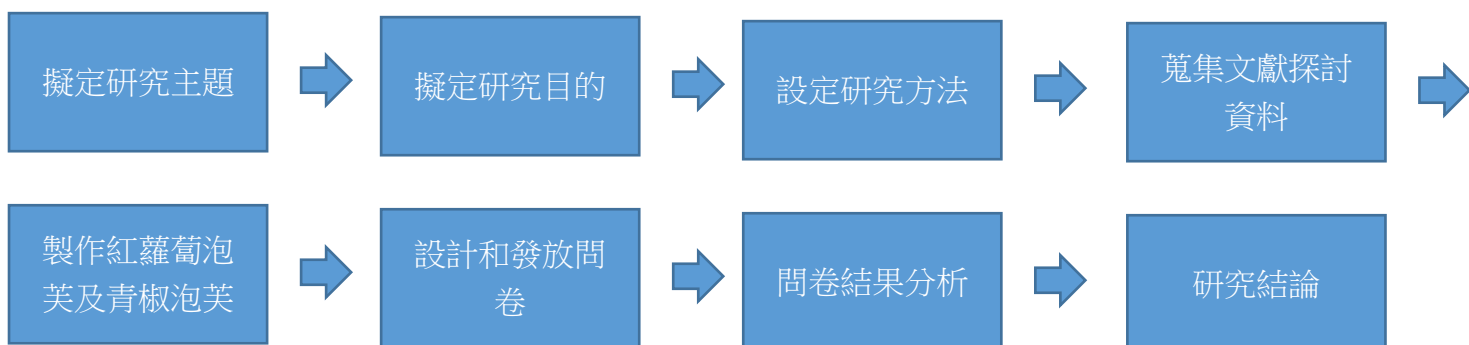 擬定研究主題
擬定研究目的
設定研究方法
蒐集文獻探討
資料
製作紅蘿蔔泡
芙及青椒泡芙
設計和發放問
卷
問卷結果分析
研究結論